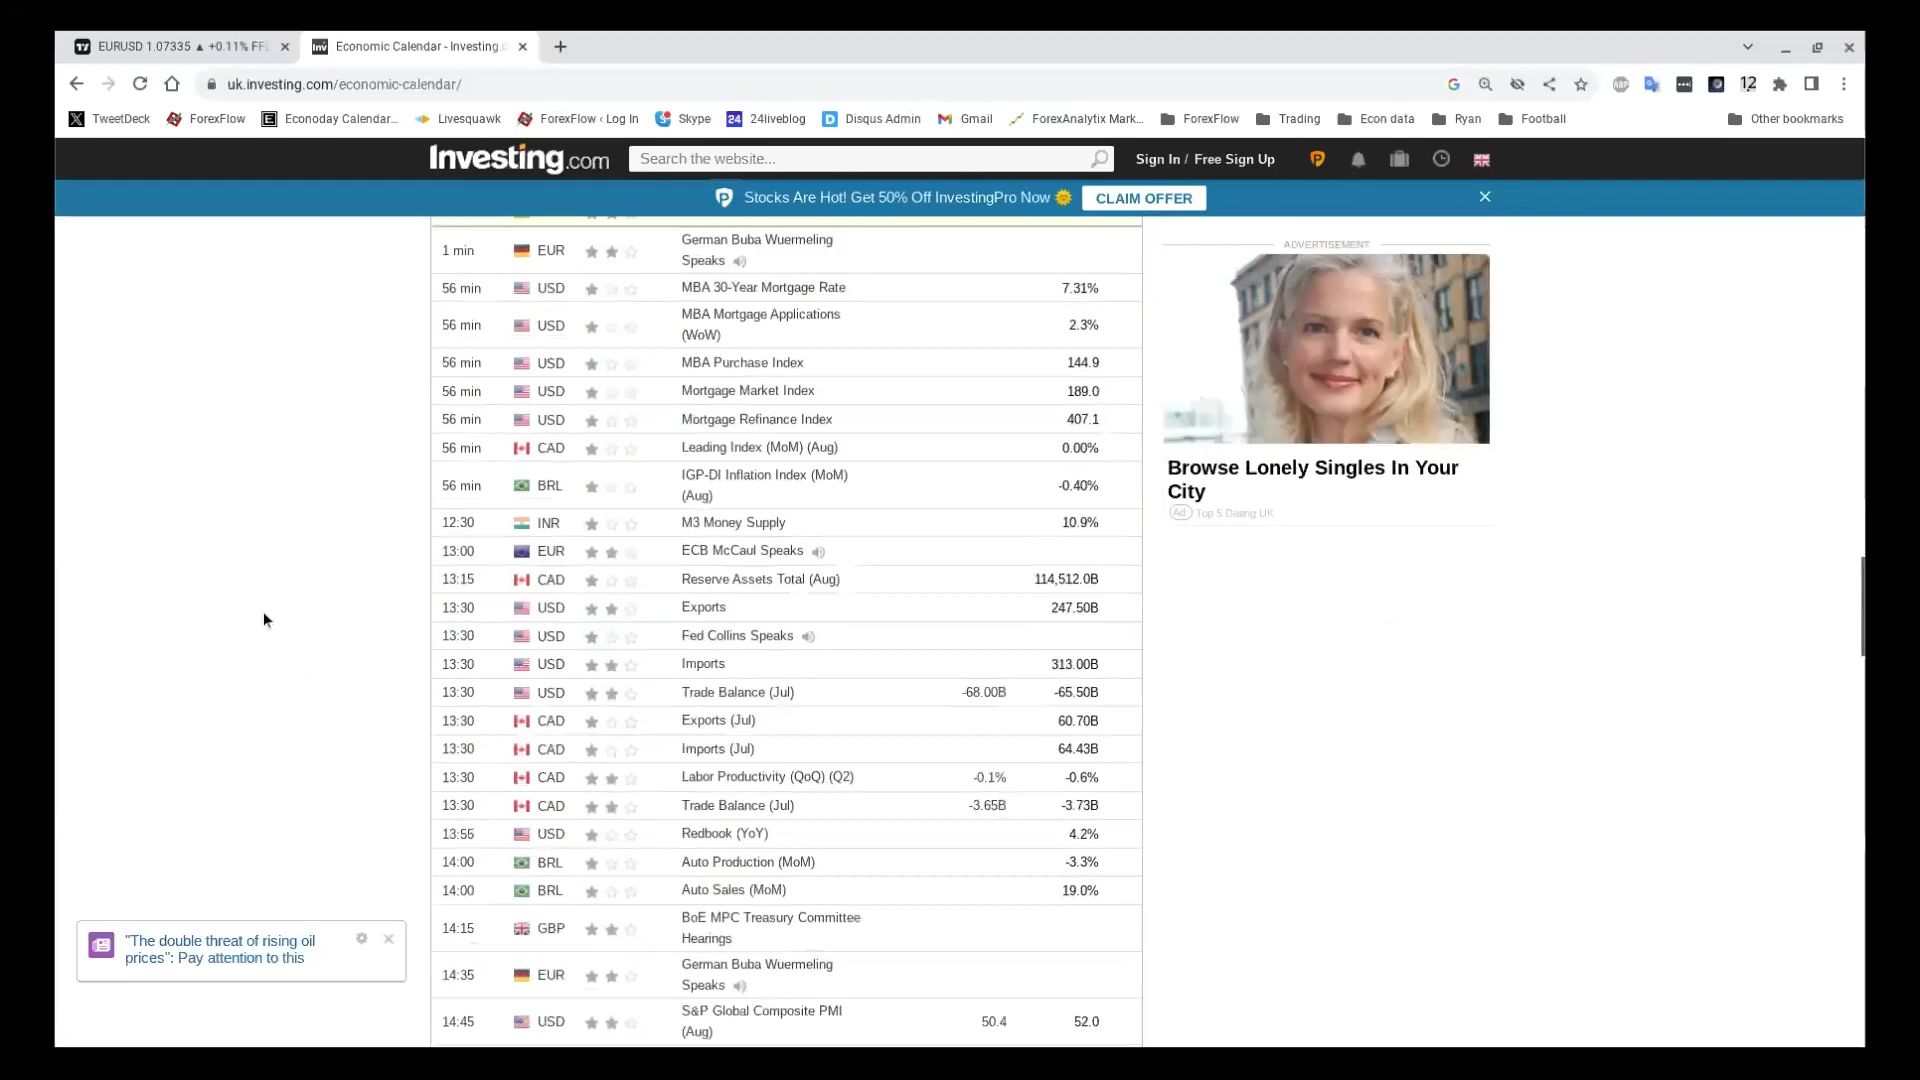 EURUSD 1.07335 ▲ +0.11% FFL
Economic Calendar - Investing.c
uk.investing.com/economic-calendar/
12
TweetDeck ForexFlow Econoday Calendar... Livesquawk ForexFlow ‹ Log In Skype 24liveblog Disqus Admin Gmail ForexAnalytix Mark... ForexFlow Trading Econ data Ryan Football Other bookmarks
Investing.com Search the website... Sign In / Free Sign Up
Stocks Are Hot! Get 50% Off InvestingPro Now CLAIM OFFER
1 min EUR German Buba Wuermeling
Speaks
56 min USD MBA 30-Year Mortgage Rate 7.31%
56 min USD MBA Mortgage Applications
(WoW) 2.3%
56 min USD MBA Purchase Index 144.9
56 min USD Mortgage Market Index 189.0
56 min USD Mortgage Refinance Index 407.1
56 min CAD Leading Index (MoM) (Aug) 0.00%
56 min BRL IGP-DI Inflation Index (MoM)
(Aug) -0.40%
12:30 INR M3 Money Supply 10.9%
13:00 EUR ECB McCaul Speaks
13:15 CAD Reserve Assets Total (Aug) 114,512.0B
13:30 USD Exports 247.50B
13:30 USD Fed Collins Speaks
13:30 USD Imports 313.00B
13:30 USD Trade Balance (Jul) -68.00B -65.50B
13:30 CAD Exports (Jul) 60.70B
13:30 CAD Imports (Jul) 64.43B
13:30 CAD Labor Productivity (QoQ) (Q2) -0.1% -0.6%
13:30 CAD Trade Balance (Jul) -3.65B -3.73B
13:55 USD Redbook (YoY) 4.2%
14:00 BRL Auto Production (MoM) -3.3%
14:00 BRL Auto Sales (MoM) 19.0%
14:15 GBP BoE MPC Treasury Committee
Hearings
14:35 EUR German Buba Wuermeling
Speaks
14:45 USD S&P Global Composite PMI
(Aug) 50.4 52.0
ADVERTISEMENT
Browse Lonely Singles In Your
City
Ad Top 5 Dating UK
"The double threat of rising oil
prices": Pay attention to this